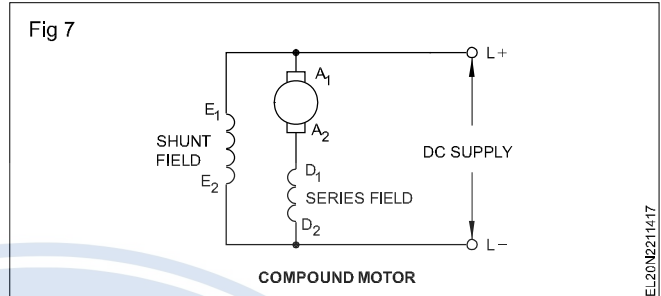 Fig 7
L+
A1
E1
A2
SHUNT
FIELD
DC SUPPLY
E2
D1
SERIES FIELD
D2
L–
COMPOUND MOTOR
EL20N2211417